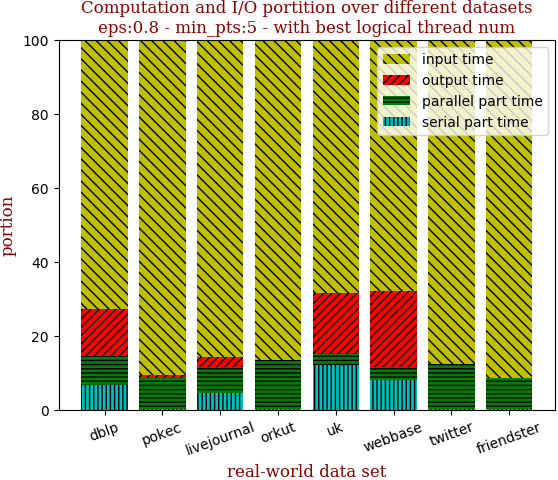 Computation and I/O portition over different datasets
eps:0.8 - min_pts:5 - with best logical thread num
100
80
60
40
20
0
portion
input time
output time
parallel part time
serial part time
dblp
pokec
livejournal
orkut
uk
webbase
twitter
friendster
real-world data set